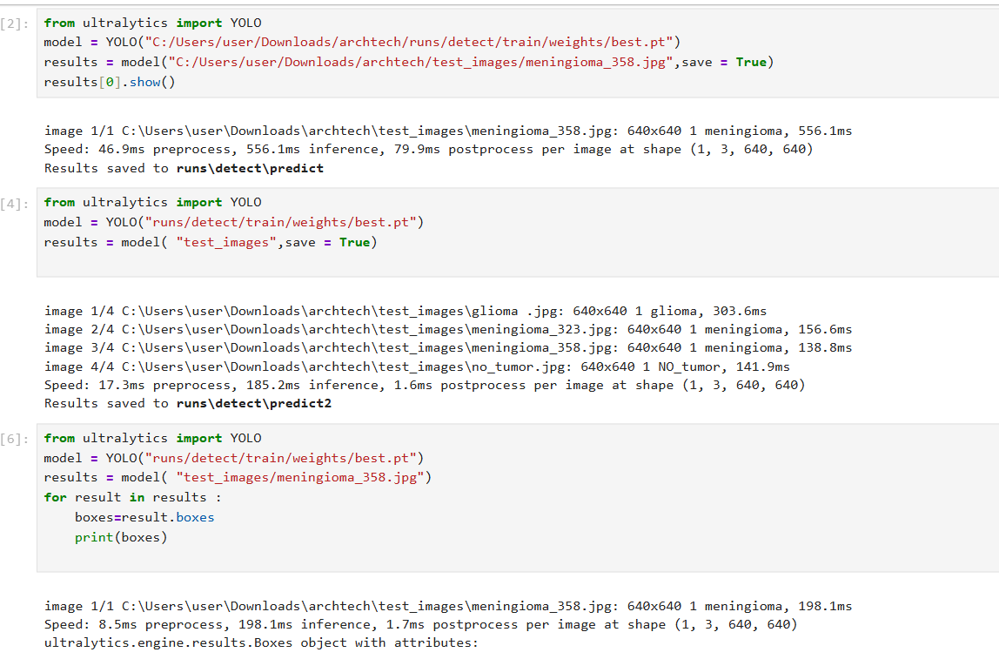 [2]:
from ultralytics import YOLO
model = YOLO("C:/Users/user/Downloads/archtech/runs/detect/train/weights/best.pt")
results = model("C:/Users/user/Downloads/archtech/test_images/meningioma_358.jpg",save = True)
results[0].show()
image 1/1 C:\Users\user\Downloads\archtech\test_images\meningioma_358.jpg: 640x640 1 meningioma, 556.1ms
Speed: 46.9ms preprocess, 556.1ms inference, 79.9ms postprocess per image at shape (1, 3, 640, 640)
Results saved to runs\detect\predict
[4]:
from ultralytics import YOLO
model = YOLO("runs/detect/train/weights/best.pt")
results = model( "test_images",save = True)
image 1/4 C:\Users\user\Downloads\archtech\test_images\glioma .jpg: 640x640 1 glioma, 303.6ms
image 2/4 C:\Users\user\Downloads\archtech\test_images\meningioma_323.jpg: 640x640 1 meningioma, 156.6ms
image 3/4 C:\Users\user\Downloads\archtech\test_images\meningioma_358.jpg: 640x640 1 meningioma, 138.8ms
image 4/4 C:\Users\user\Downloads\archtech\test_images\no_tumor.jpg: 640x640 1 NO_tumor, 141.9ms
Speed: 17.3ms preprocess, 185.2ms inference, 1.6ms postprocess per image at shape (1, 3, 640, 640)
Results saved to runs\detect\predict2
[6]:
from ultralytics import YOLO
model = YOLO("runs/detect/train/weights/best.pt")
results = model( "test_images/meningioma_358.jpg")
for result in results :
    boxes=result.boxes
    print(boxes)
image 1/1 C:\Users\user\Downloads\archtech\test_images\meningioma_358.jpg: 640x640 1 meningioma, 198.1ms
Speed: 8.5ms preprocess, 198.1ms inference, 1.7ms postprocess per image at shape (1, 3, 640, 640)
ultralytics.engine.results.Boxes object with attributes: